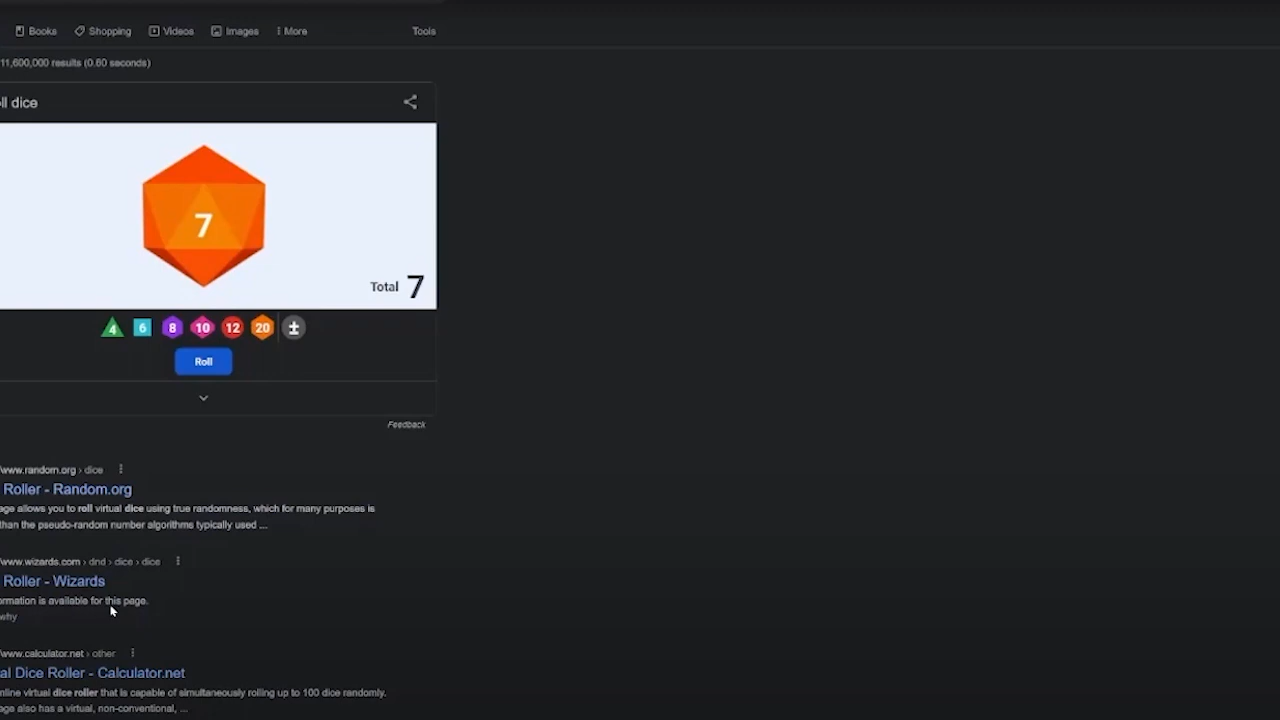 Books Shopping Videos Images More Tools
11,600,000 results (0.80 seconds)
ll dice
7
Total 7
4 6 8 10 12 20 ±
Roll
Feedback
/www.random.org › dice
Roller - Random.org
age allows you to roll virtual dice using true randomness, which for many purposes is
than the pseudo-random number algorithms typically used ...
/www.wizards.com › dnd › dice › dice
Roller - Wizards
ormation is available for this page.
why
/www.calculator.net › other
al Dice Roller - Calculator.net
nline virtual dice roller that is capable of simultaneously rolling up to 100 dice randomly.
age also has a virtual, non-conventional, ...